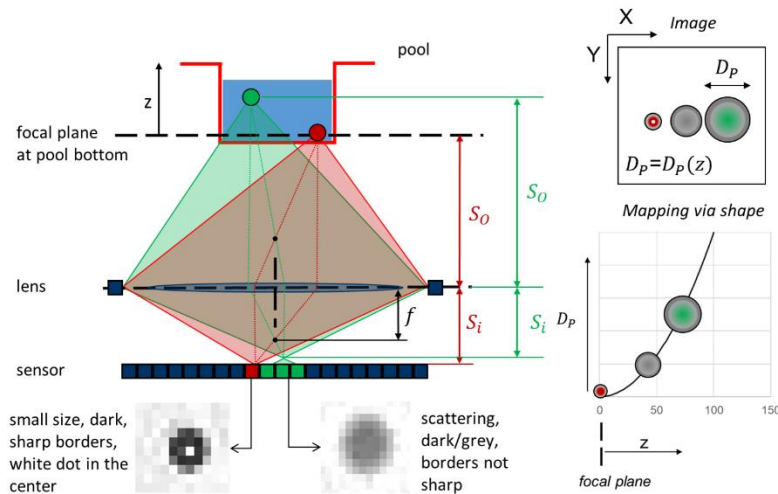 pool
z
focal plane
at pool bottom
S_O
S_O
lens
f
S_i
S_i
sensor
small size, dark,
sharp borders,
white dot in the
center
scattering,
dark/grey,
borders not
sharp
X
Image
Y
D_P
D_P=D_P(z)
Mapping via shape
D_P
0 50 100 150
z
focal plane